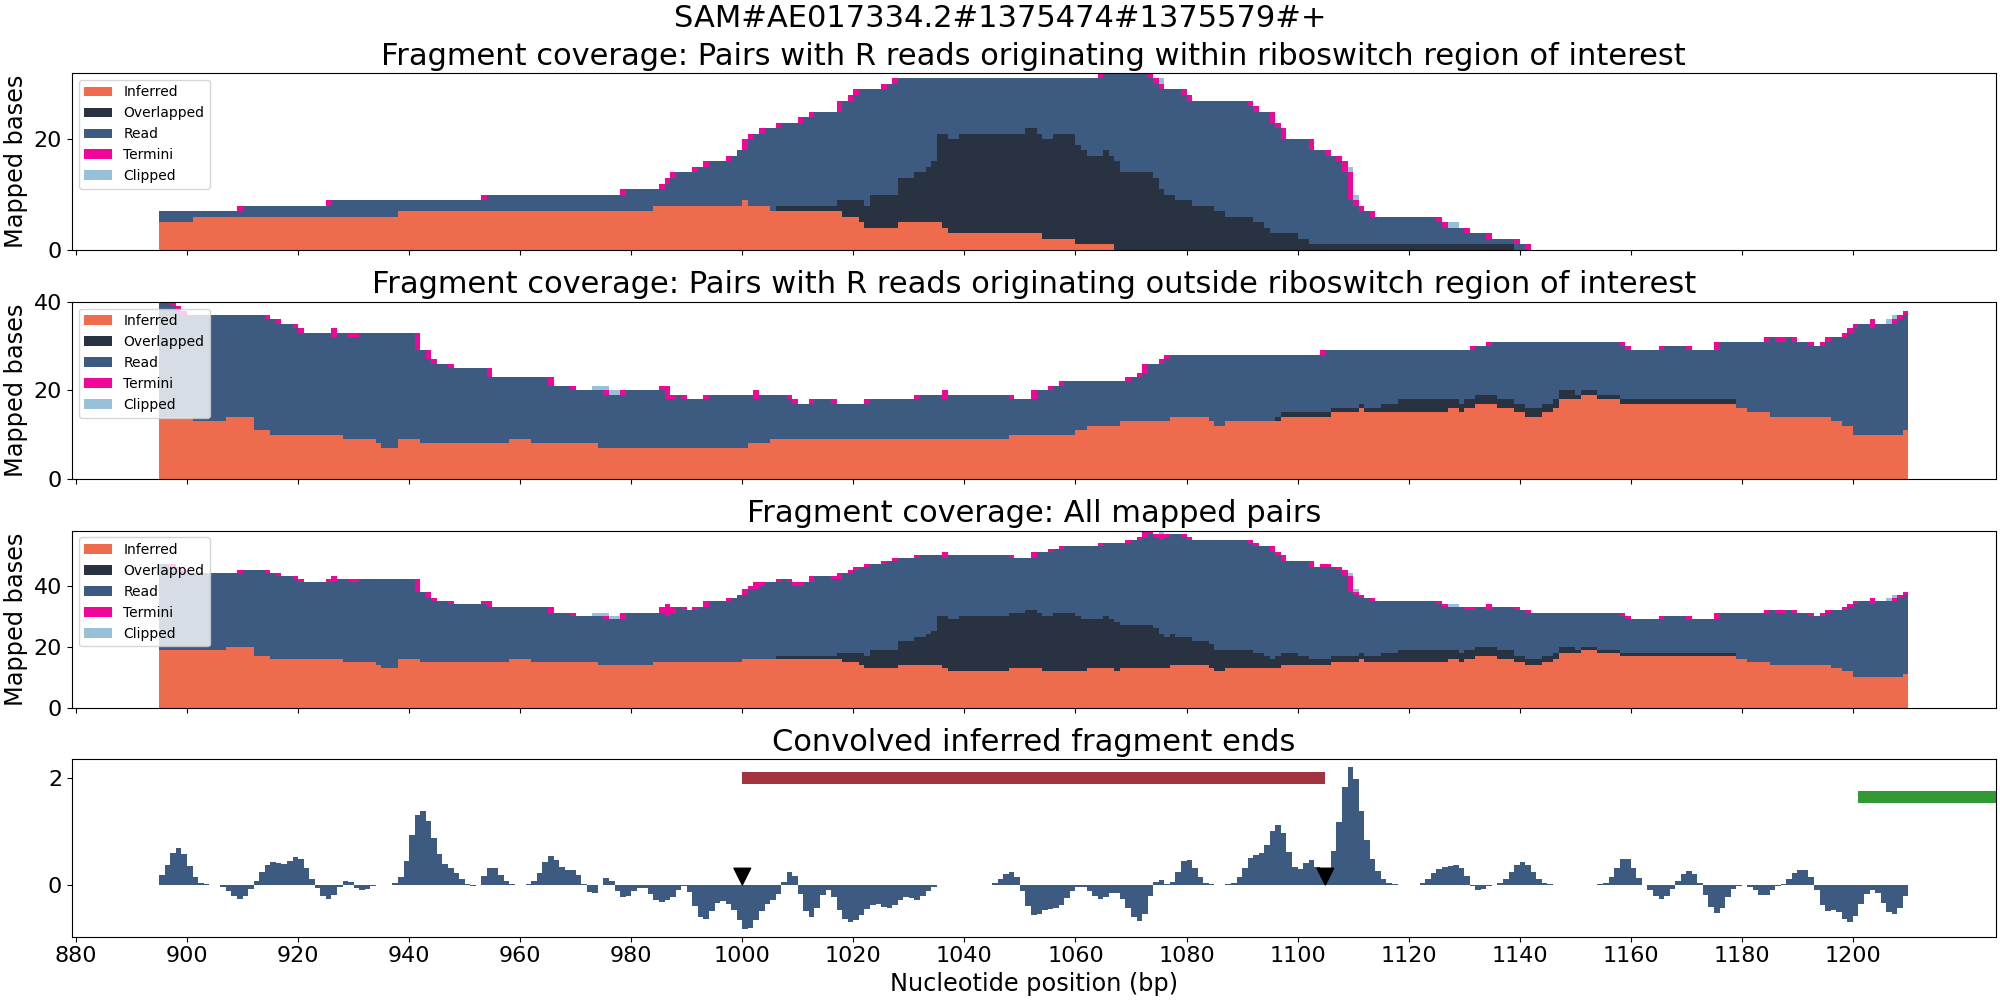 SAM#AE017334.2#1375474#1375579#+
Fragment coverage: Pairs with R reads originating within riboswitch region of interest
Mapped bases
20
0
Inferred
Overlapped
Read
Termini
Clipped
Fragment coverage: Pairs with R reads originating outside riboswitch region of interest
Mapped bases
40
20
0
Inferred
Overlapped
Read
Termini
Clipped
Fragment coverage: All mapped pairs
Mapped bases
40
20
0
Inferred
Overlapped
Read
Termini
Clipped
Convolved inferred fragment ends
2
0
880 900 920 940 960 980 1000 1020 1040 1060 1080 1100 1120 1140 1160 1180 1200
Nucleotide position (bp)